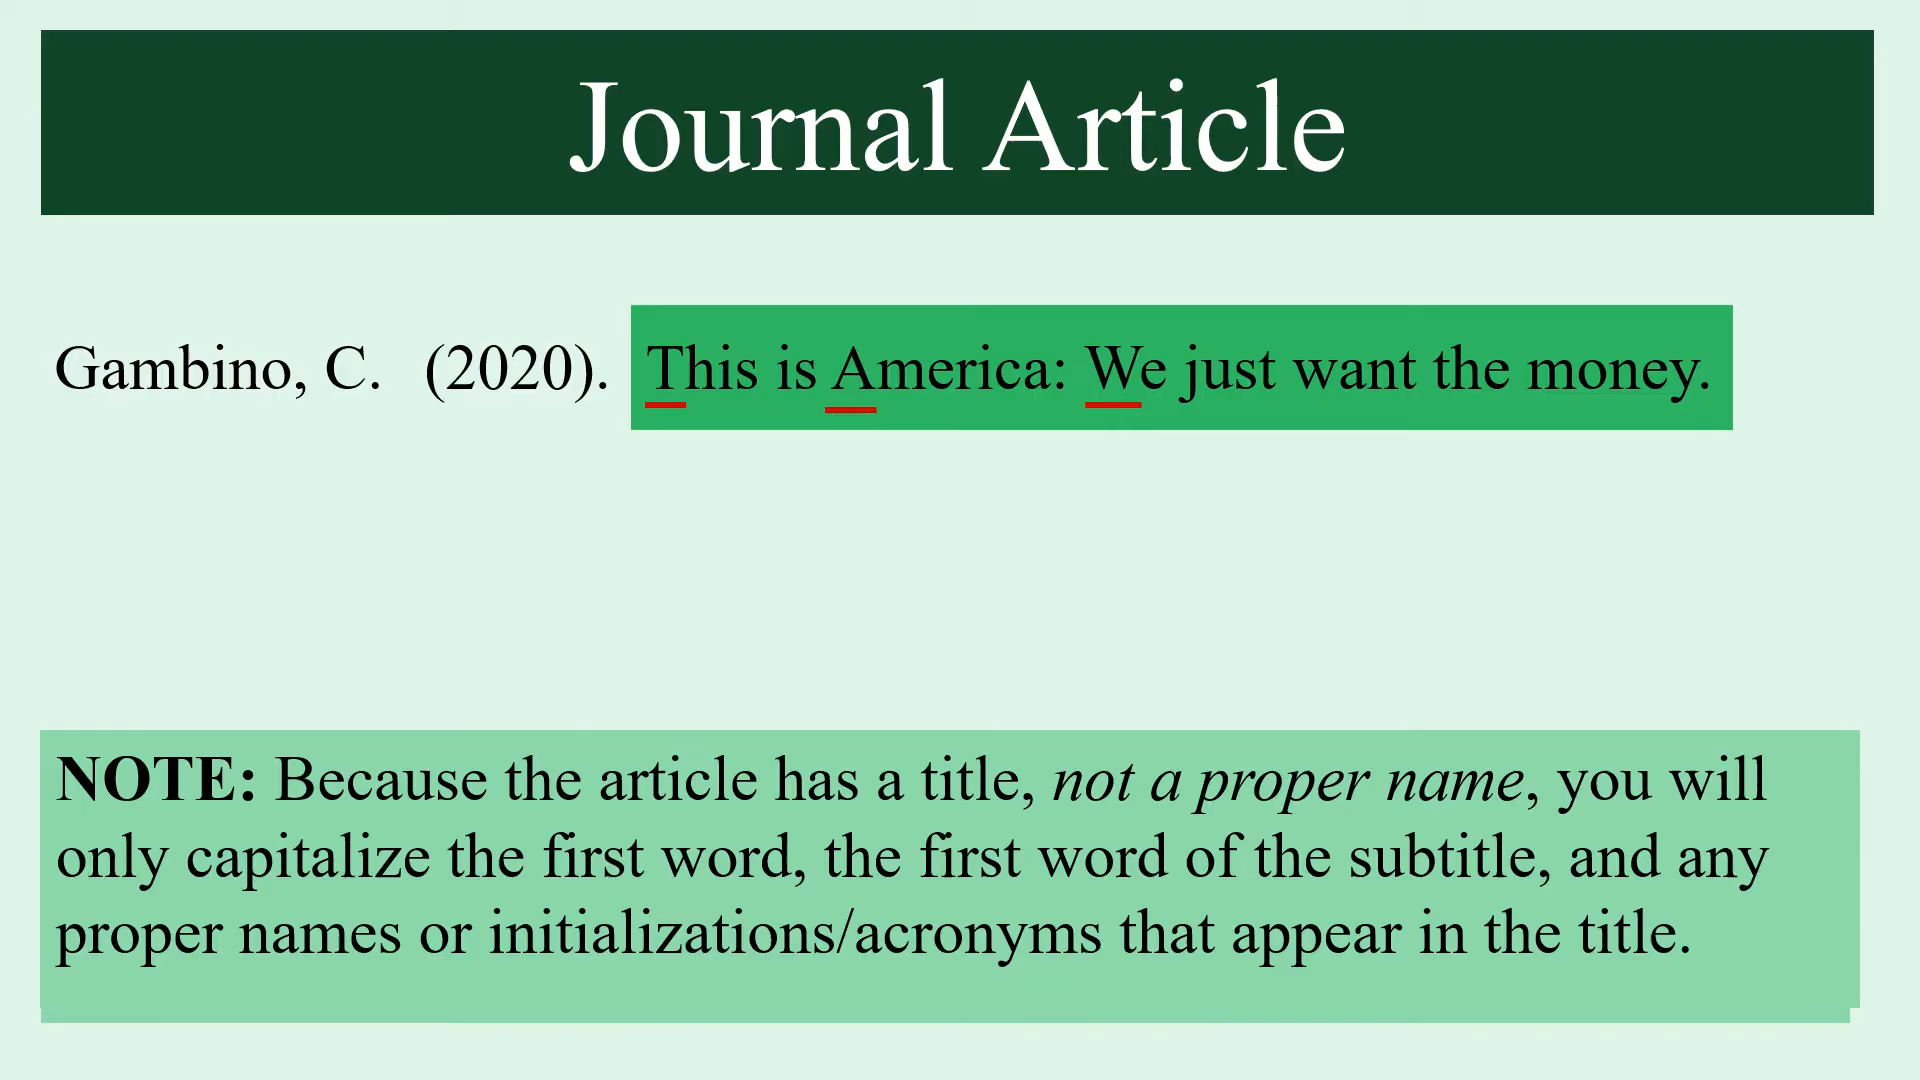 Journal Article
Gambino, C. (2020). This is America: We just want the money.
NOTE: Because the article has a title, not a proper name, you will
only capitalize the first word, the first word of the subtitle, and any
proper names or initializations/acronyms that appear in the title.